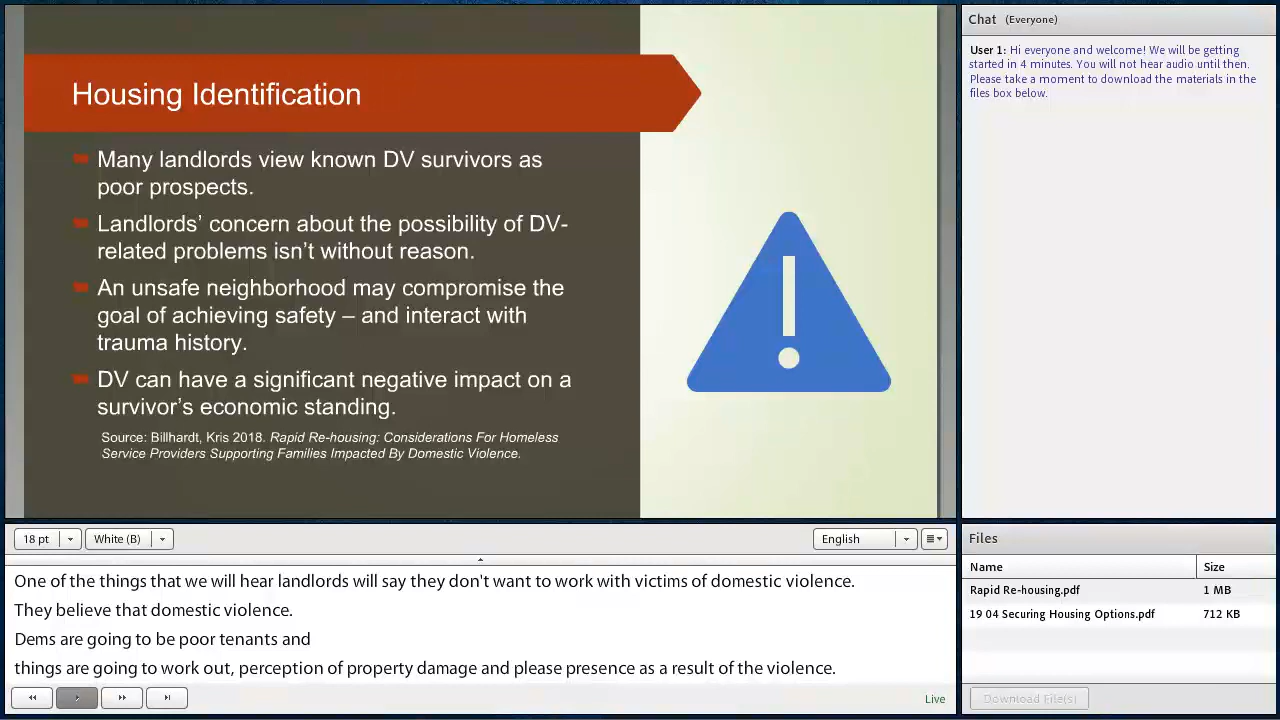 Housing Identification
Many landlords view known DV survivors as
poor prospects.
Landlords’ concern about the possibility of DV-
related problems isn’t without reason.
An unsafe neighborhood may compromise the
goal of achieving safety – and interact with
trauma history.
DV can have a significant negative impact on a
survivor’s economic standing.
Source: Billhardt, Kris 2018. Rapid Re-housing: Considerations For Homeless
Service Providers Supporting Families Impacted By Domestic Violence.
Chat (Everyone)
User 1: Hi everyone and welcome! We will be getting
started in 4 minutes. You will not hear audio until then.
Please take a moment to download the materials in the
files box below.
18 pt White (B) English
One of the things that we will hear landlords will say they don't want to work with victims of domestic violence.
They believe that domestic violence.
Dems are going to be poor tenants and
things are going to work out, perception of property damage and please presence as a result of the violence.
Live
Files
Name Size
Rapid Re-housing.pdf 1 MB
19 04 Securing Housing Options.pdf 712 KB
Download File(s)